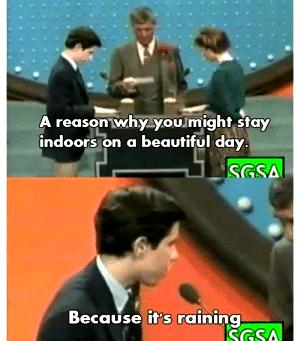 A reason why you might stay
indoors on a beautiful day.
SGSA
Because it's raining
SGSA